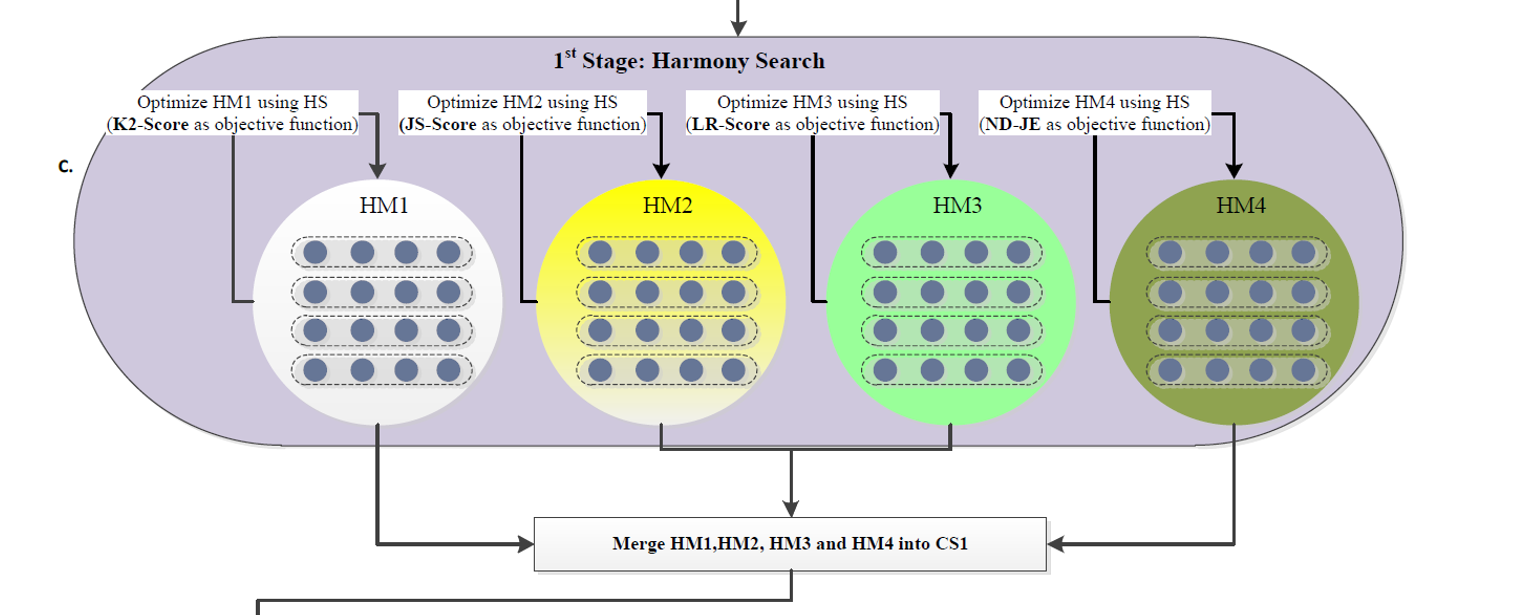 1st Stage: Harmony Search
Optimize HM1 using HS
(K2-Score as objective function)
Optimize HM2 using HS
(JS-Score as objective function)
Optimize HM3 using HS
(LR-Score as objective function)
Optimize HM4 using HS
(ND-JE as objective function)
C.
HM1
HM2
HM3
HM4
Merge HM1,HM2, HM3 and HM4 into CS1